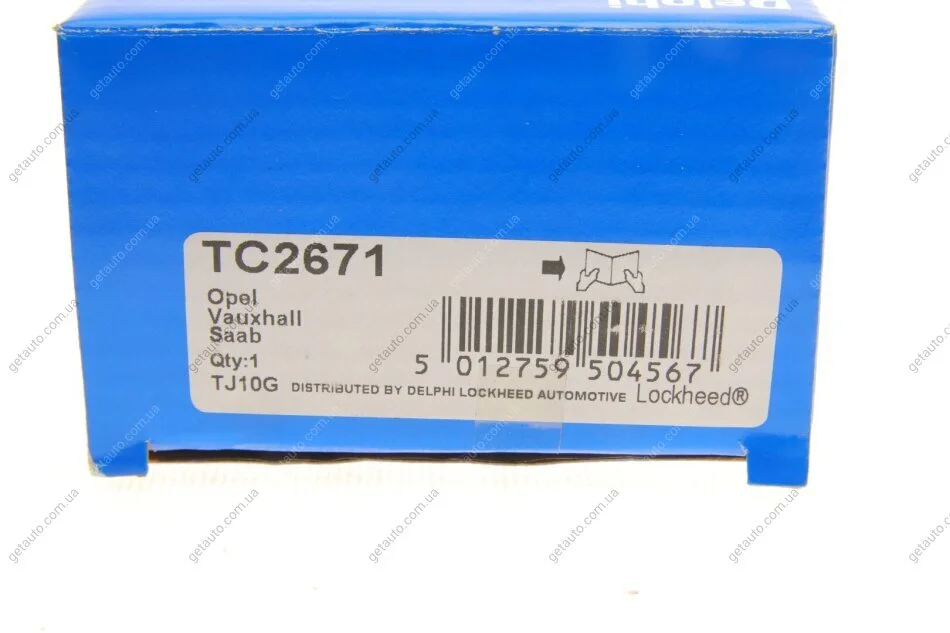 Delphi
TC2671
Opel
Vauxhall
Saab
Qty:1
TJ10G
5 012759 504567
DISTRIBUTED BY DELPHI LOCKHEED AUTOMOTIVE Lockheed®
getauto.com.ua